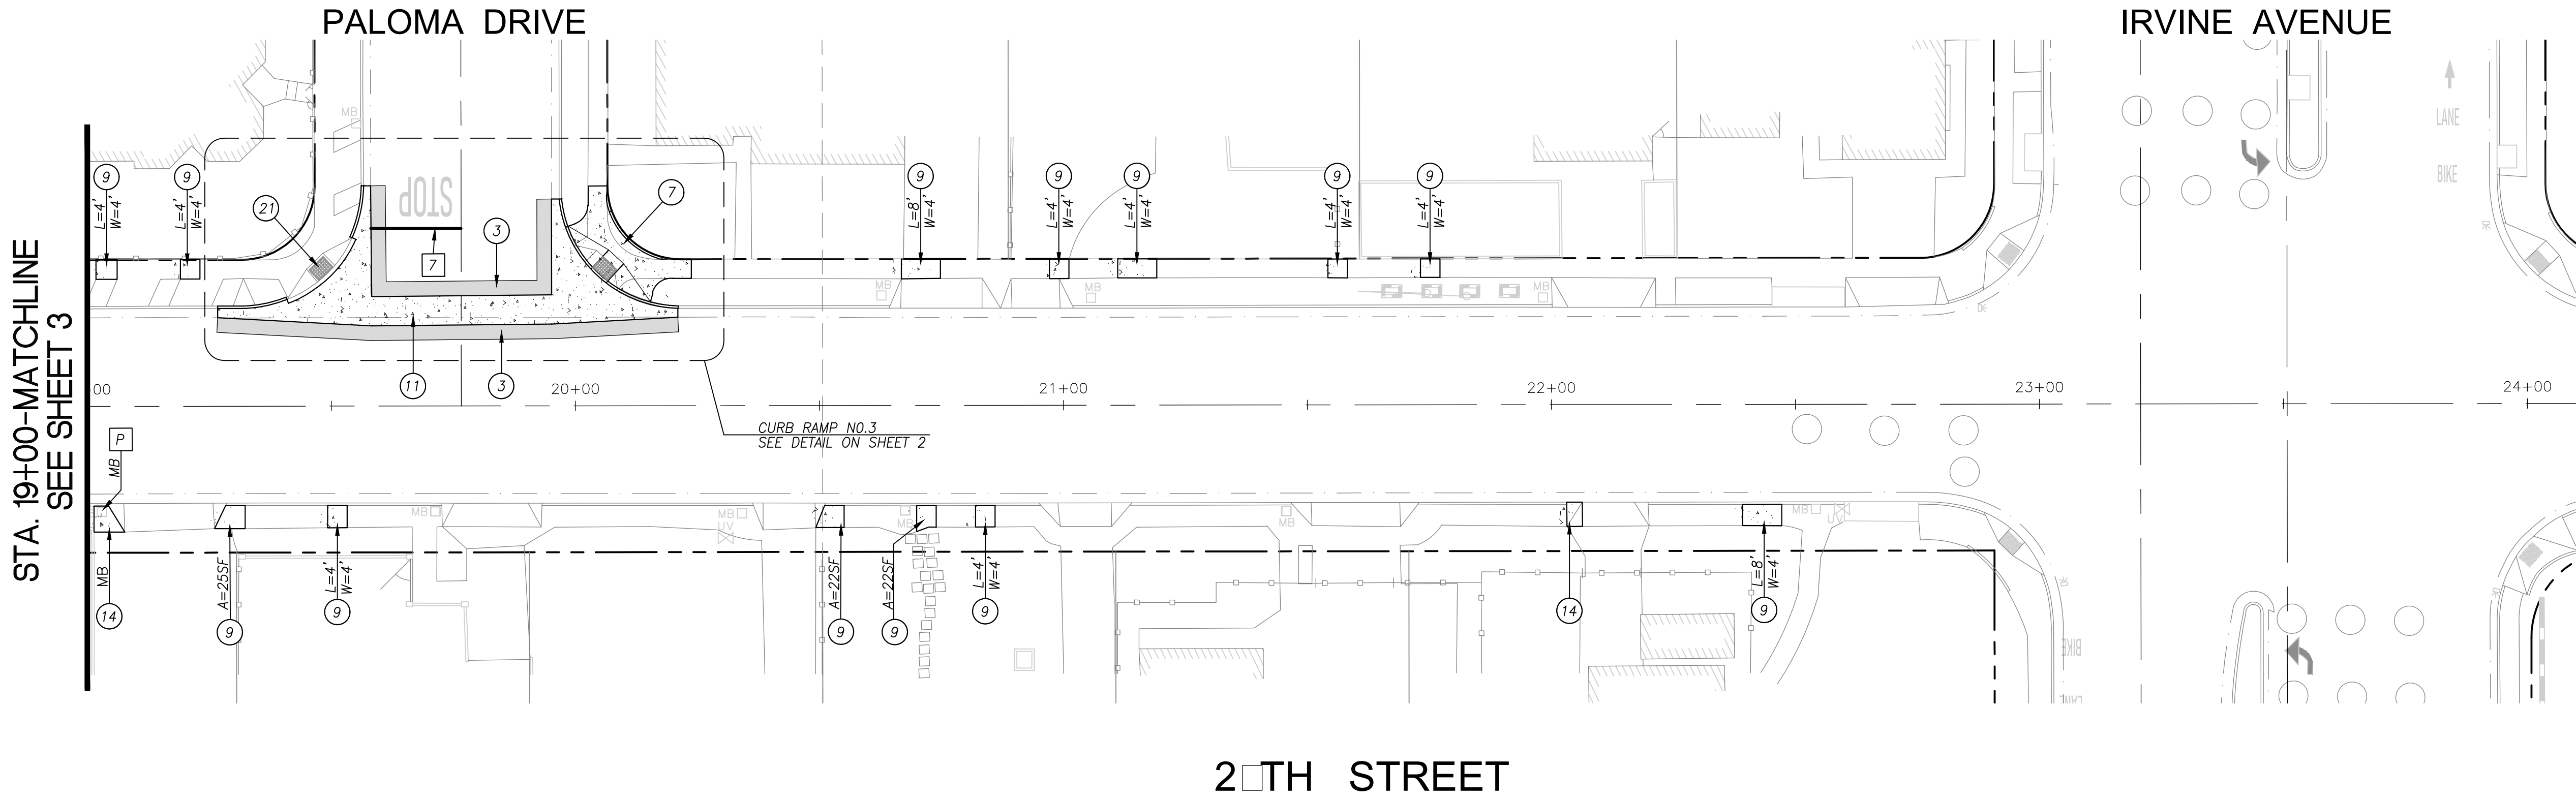 PALOMA DRIVE
IRVINE AVENUE
STA. 19+00-MATCHLINE
SEE SHEET 3
MB
STOP
LANE
BIKE
9
L=4'
W=4'
9
L=4'
W=4'
21
7
3
7
9
L=8'
W=4'
9
L=4'
W=4'
9
L=4'
W=4'
9
L=4'
W=4'
9
L=4'
W=4'
MB
MB
MB
11
3
00
20+00
21+00
22+00
23+00
24+00
CURB RAMP NO.3
SEE DETAIL ON SHEET 2
P
MB
MB
MB
UV
MB
MB
MB
UV
MB
14
A=25SF
9
L=4'
W=4'
9
A=22SF
9
A=22SF
9
L=4'
W=4'
9
14
L=8'
W=4'
9
BIKE
LANE
2□TH STREET